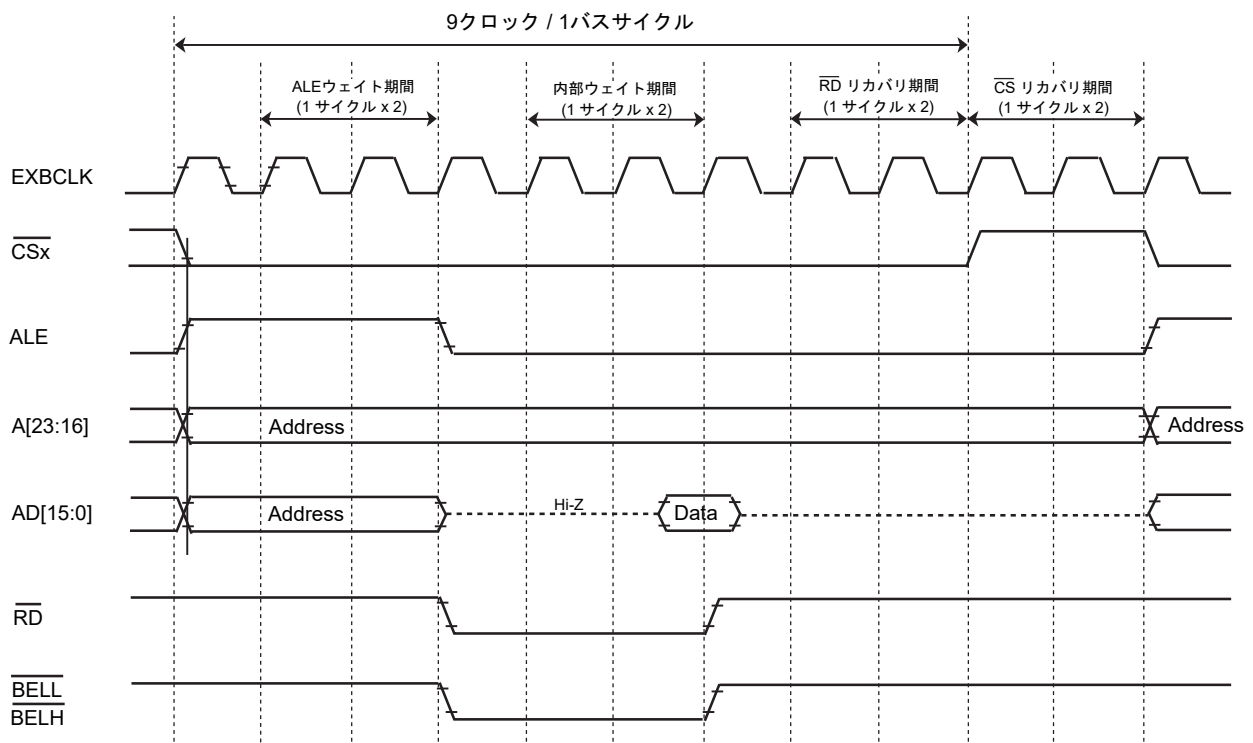 9クロック / 1バスサイクル
ALEウェイト期間
(1 サイクル x 2)
内部ウェイト期間
(1 サイクル x 2)
RD リカバリ期間
(1 サイクル x 2)
CS リカバリ期間
(1 サイクル x 2)
EXBCLK
CSx
ALE
A[23:16]
Address
Address
AD[15:0]
Address
Hi-Z
Data
RD
BELL
BELH